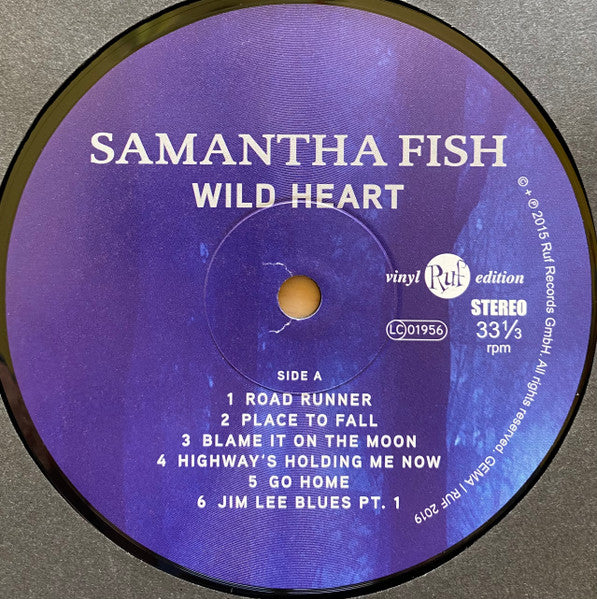 SAMANTHA FISH
WILD HEART
vinyl Ruf edition
LC 01956
STEREO
33 1/3
rpm
SIDE A
1 ROAD RUNNER
2 PLACE TO FALL
3 BLAME IT ON THE MOON
4 HIGHWAY'S HOLDING ME NOW
5 GO HOME
6 JIM LEE BLUES PT. 1
© + ℗ 2015 Ruf Records GmbH. All rights reserved. GEMA | RUF 2019